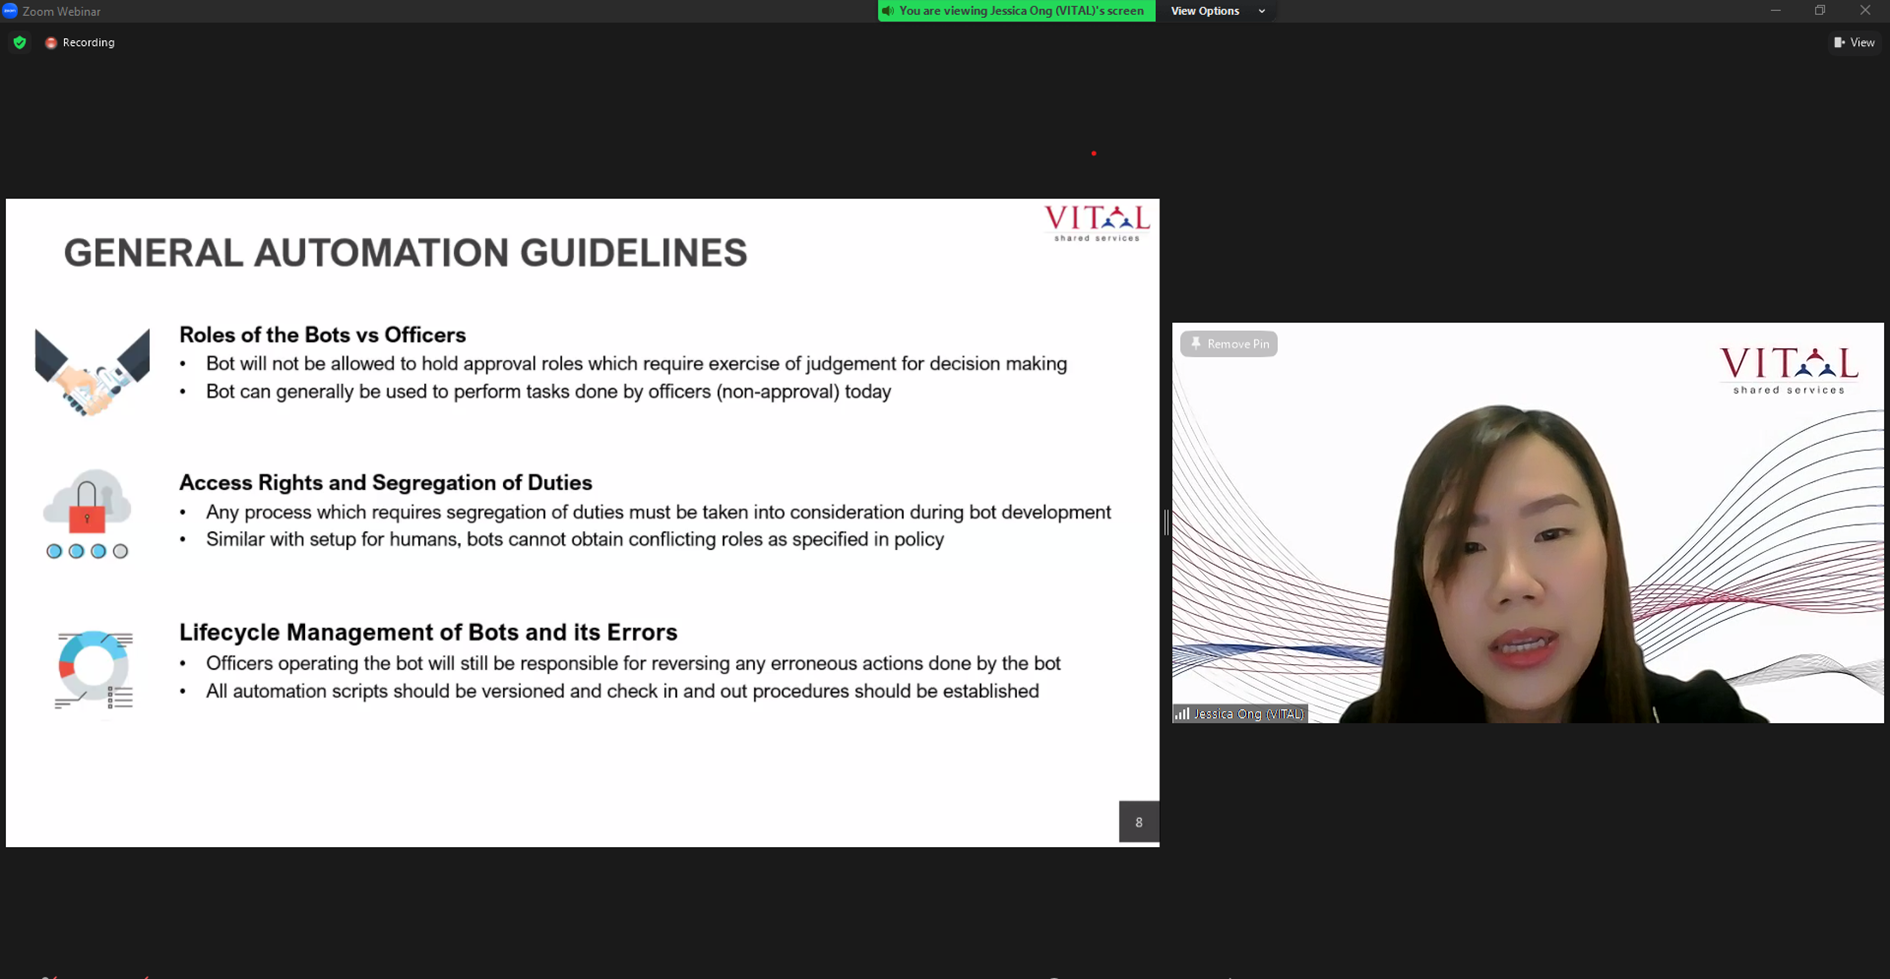 Zoom Webinar
You are viewing Jessica Ong (VITAL)'s screen
View Options
Recording
View
VITAL
shared services
GENERAL AUTOMATION GUIDELINES
Roles of the Bots vs Officers
• Bot will not be allowed to hold approval roles which require exercise of judgement for decision making
• Bot can generally be used to perform tasks done by officers (non-approval) today
Access Rights and Segregation of Duties
• Any process which requires segregation of duties must be taken into consideration during bot development
• Similar with setup for humans, bots cannot obtain conflicting roles as specified in policy
Lifecycle Management of Bots and its Errors
• Officers operating the bot will still be responsible for reversing any erroneous actions done by the bot
• All automation scripts should be versioned and check in and out procedures should be established
8
Remove Pin
VITAL
shared services
Jessica Ong (VITAL)